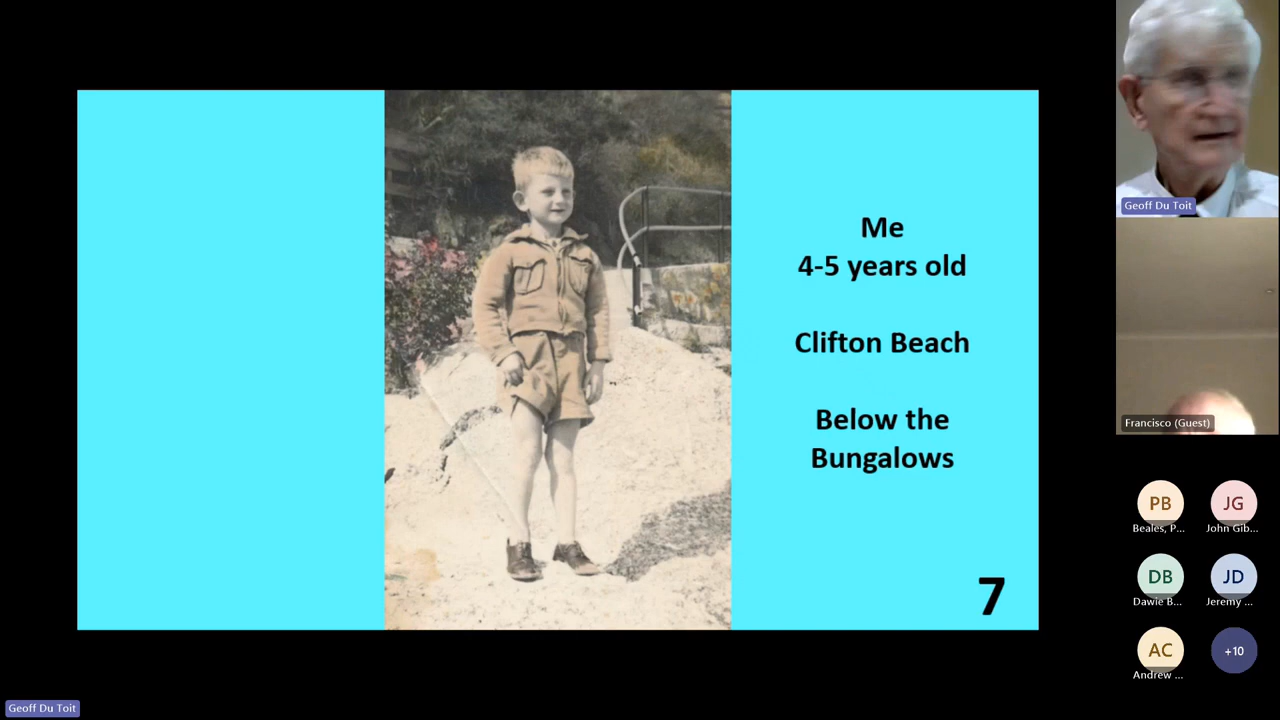 Me
4-5 years old
Clifton Beach
Below the
Bungalows
7
Geoff Du Toit
Francisco (Guest)
PB
JG
Beales, P...
John Gib...
DB
JD
Dawie B...
Jeremy ...
AC
+10
Andrew ...
Geoff Du Toit